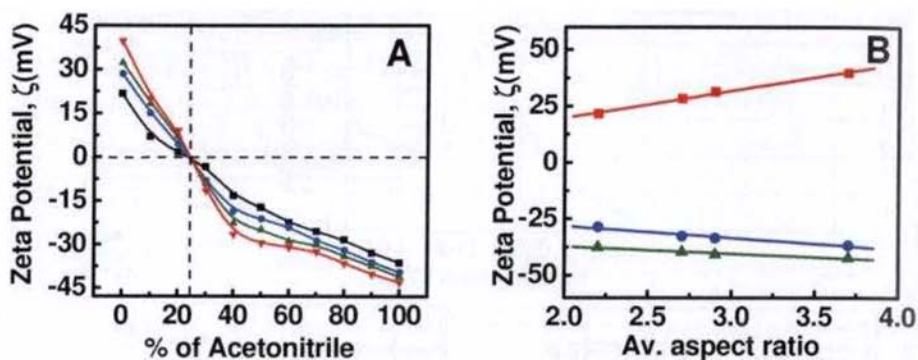 A
Zeta Potential, ζ(mV)
45
30
15
0
-15
-30
-45
0 20 40 60 80 100
% of Acetonitrile
B
Zeta Potential, ζ(mV)
50
25
0
-25
-50
2.0 2.5 3.0 3.5 4.0
Av. aspect ratio